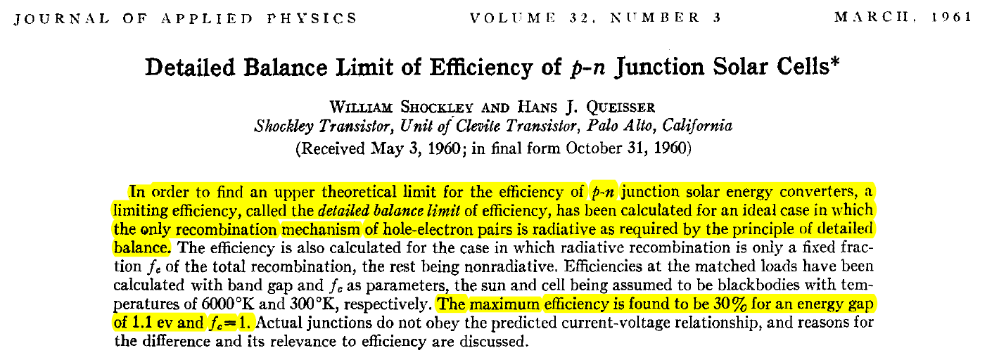 JOURNAL OF APPLIED PHYSICS VOLUME 32, NUMBER 3 MARCH, 1961
Detailed Balance Limit of Efficiency of p-n Junction Solar Cells*
WILLIAM SHOCKLEY AND HANS J. QUEISSER
Shockley Transistor, Unit of Clevite Transistor, Palo Alto, California
(Received May 3, 1960; in final form October 31, 1960)
In order to find an upper theoretical limit for the efficiency of p-n junction solar energy converters, a
limiting efficiency, called the detailed balance limit of efficiency, has been calculated for an ideal case in which
the only recombination mechanism of hole-electron pairs is radiative as required by the principle of detailed
balance. The efficiency is also calculated for the case in which radiative recombination is only a fixed frac-
tion fc of the total recombination, the rest being nonradiative. Efficiencies at the matched loads have been
calculated with band gap and fc as parameters, the sun and cell being assumed to be blackbodies with tem-
peratures of 6000°K and 300°K, respectively. The maximum efficiency is found to be 30% for an energy gap
of 1.1 ev and fc=1. Actual junctions do not obey the predicted current-voltage relationship, and reasons for
the difference and its relevance to efficiency are discussed.